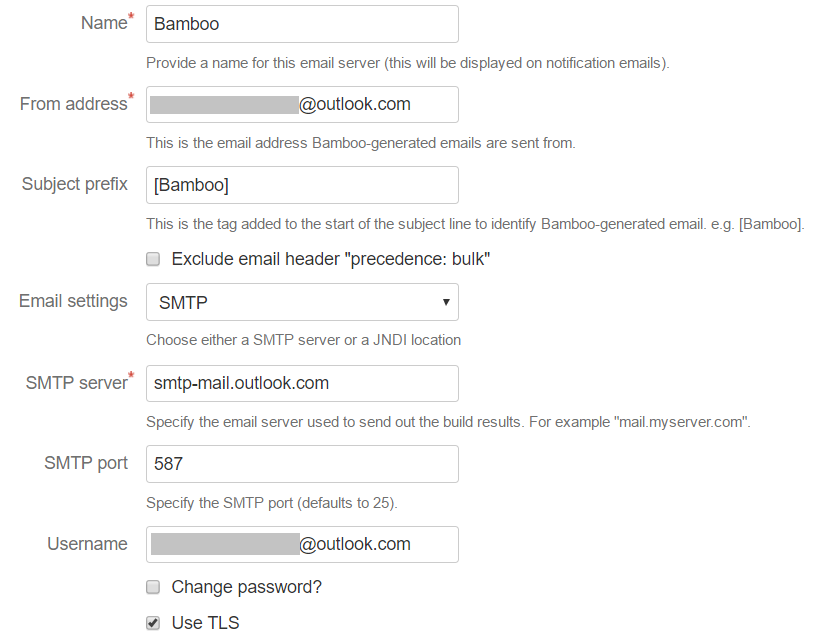 Name* Bamboo
Provide a name for this email server (this will be displayed on notification emails).
From address* @outlook.com
This is the email address Bamboo-generated emails are sent from.
Subject prefix [Bamboo]
This is the tag added to the start of the subject line to identify Bamboo-generated email. e.g. [Bamboo].
Exclude email header "precedence: bulk"
Email settings SMTP
Choose either a SMTP server or a JNDI location
SMTP server* smtp-mail.outlook.com
Specify the email server used to send out the build results. For example "mail.myserver.com".
SMTP port 587
Specify the SMTP port (defaults to 25).
Username @outlook.com
Change password?
Use TLS